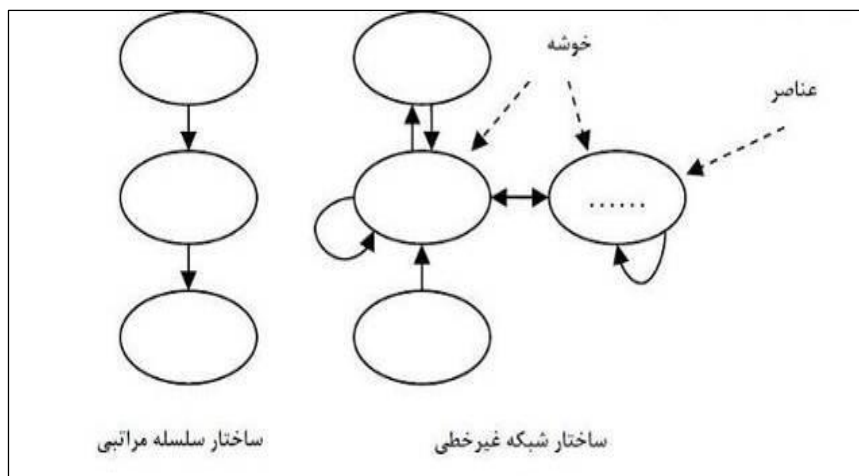 خوشه
عناصر
......
ساختار شبکه غیرخطی
ساختار سلسله مراتبی